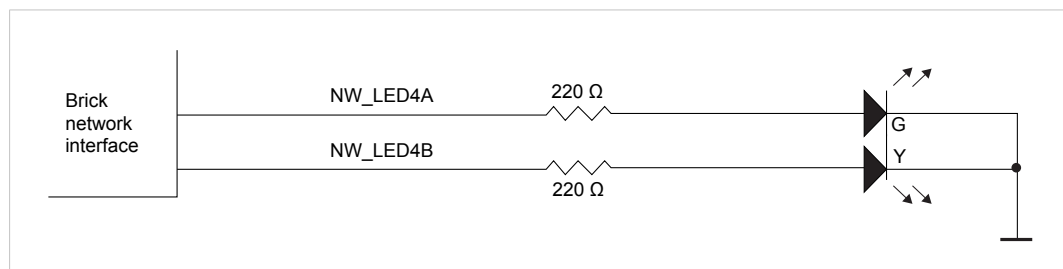 Brick
network
interface
NW_LED4A
220 Ω
G
NW_LED4B
220 Ω
Y